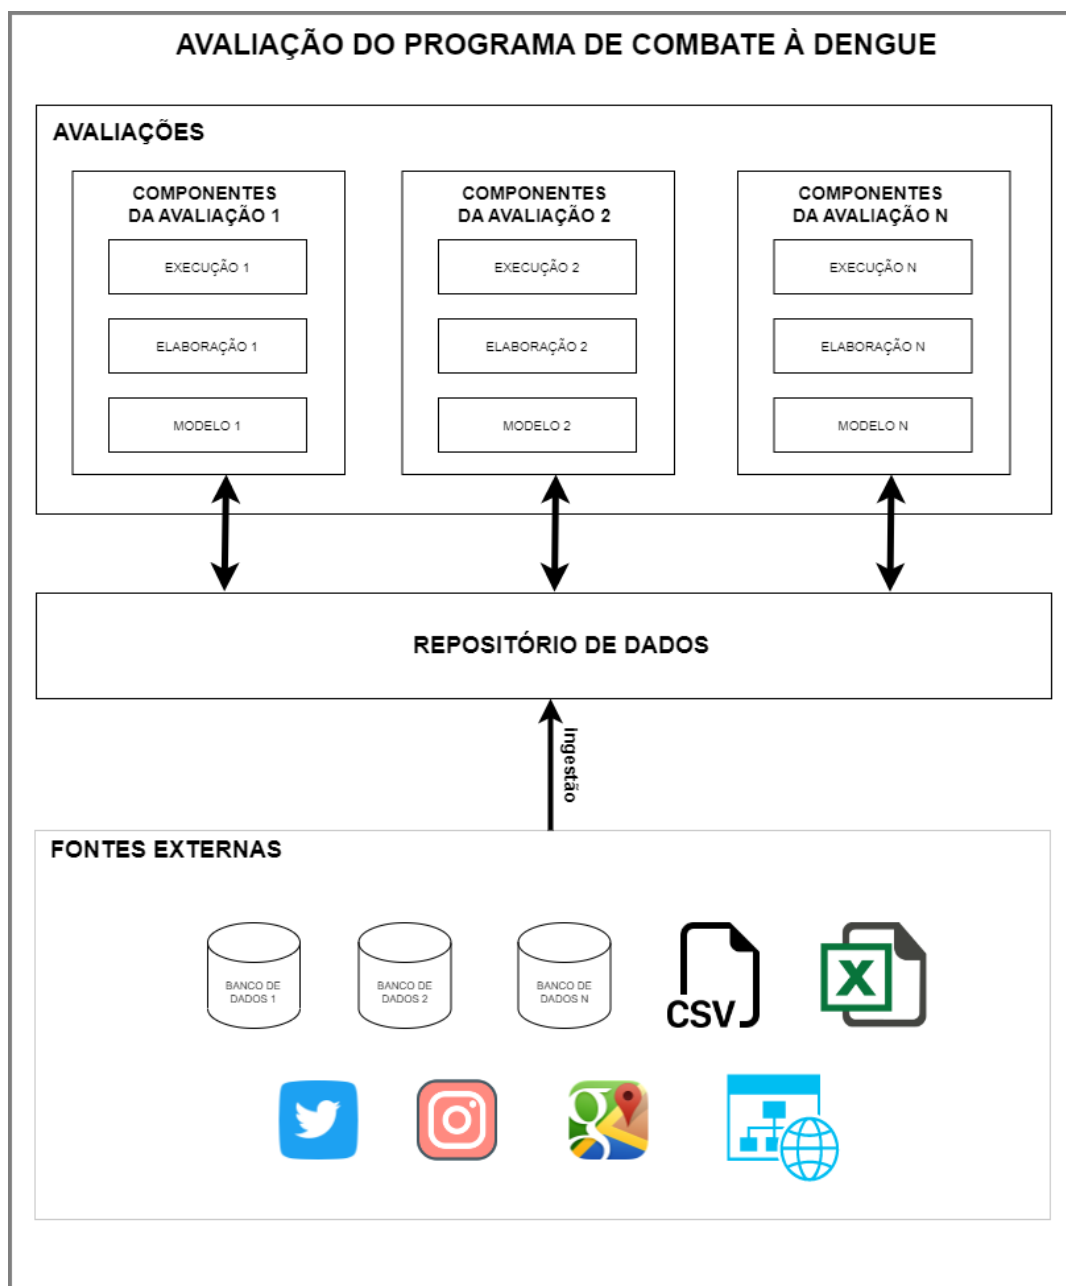 AVALIAÇÃO DO PROGRAMA DE COMBATE À DENGUE
AVALIAÇÕES
COMPONENTES
DA AVALIAÇÃO 1
EXECUÇÃO 1
ELABORAÇÃO 1
MODELO 1
COMPONENTES
DA AVALIAÇÃO 2
EXECUÇÃO 2
ELABORAÇÃO 2
MODELO 2
COMPONENTES
DA AVALIAÇÃO N
EXECUÇÃO N
ELABORAÇÃO N
MODELO N
REPOSITÓRIO DE DADOS
Ingestão
FONTES EXTERNAS
BANCO DE
DADOS 1
BANCO DE
DADOS 2
BANCO DE
DADOS N
CSV
X
g